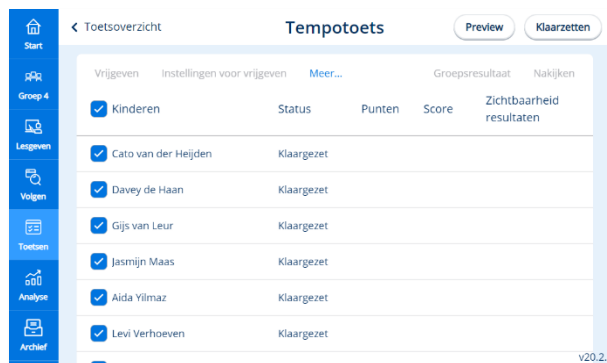 Start
Groep 4
Lesgeven
Volgen
Toetsen
Analyse
Archief
Toetsoverzicht
Tempotoets
Preview
Klaarzetten
Vrijgeven Instellingen voor vrijgeven Meer... Groepsresultaat Nakijken
Kinderen Status Punten Score Zichtbaarheid
resultaten
Cato van der Heijden Klaargezet
Davey de Haan Klaargezet
Gijs van Leur Klaargezet
Jasmijn Maas Klaargezet
Aida Yilmaz Klaargezet
Levi Verhoeven Klaargezet
v20.2.